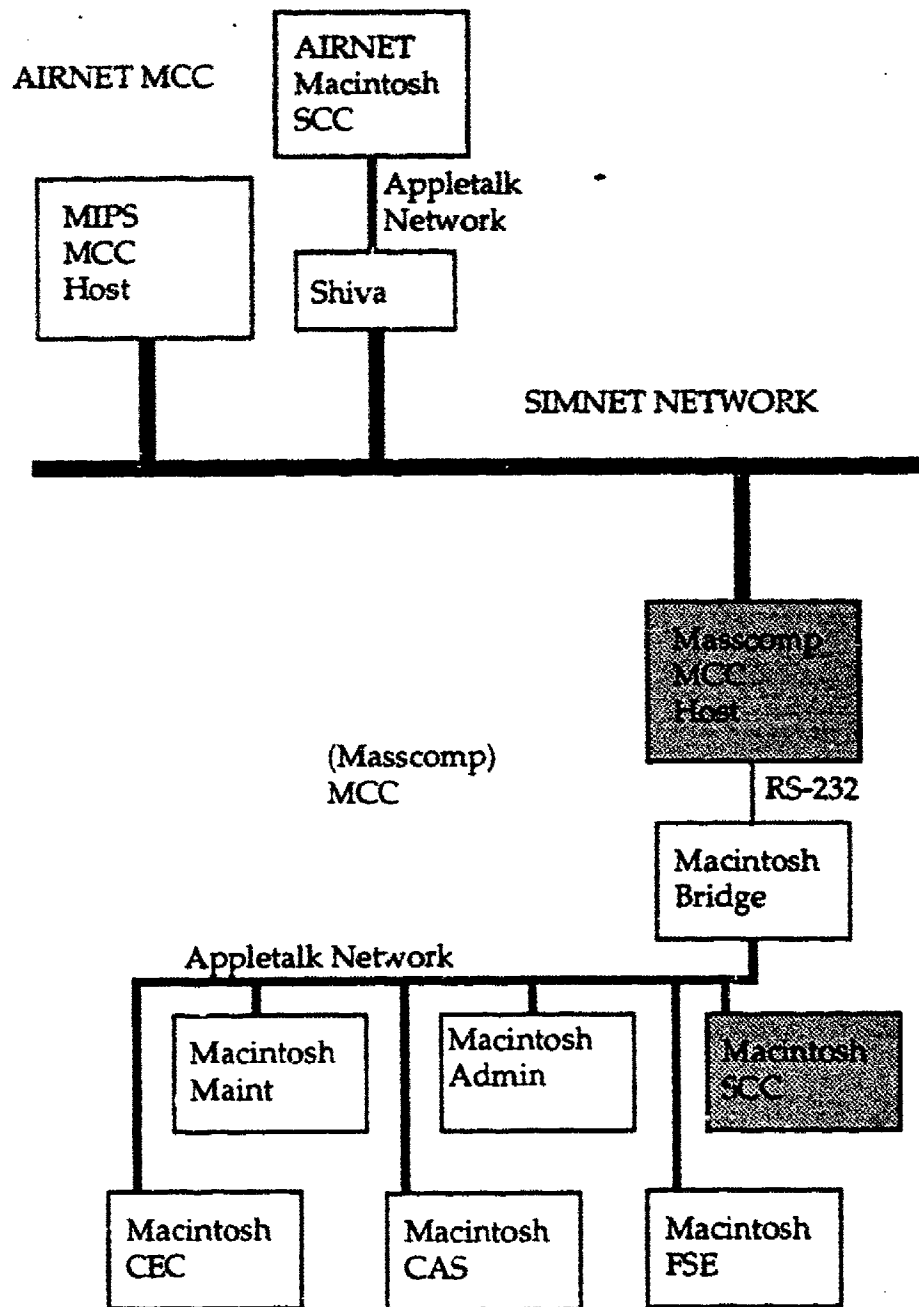 AIRNET MCC
AIRNET
Macintosh
SCC
Appletalk
Network
MIPS
MCC
Host
Shiva
SIMNET NETWORK
Masscomp
MCC
Host
(Masscomp)
MCC
RS-232
Macintosh
Bridge
Appletalk Network
Macintosh
Maint
Macintosh
Admin
Macintosh
SCC
Macintosh
CEC
Macintosh
CAS
Macintosh
FSE